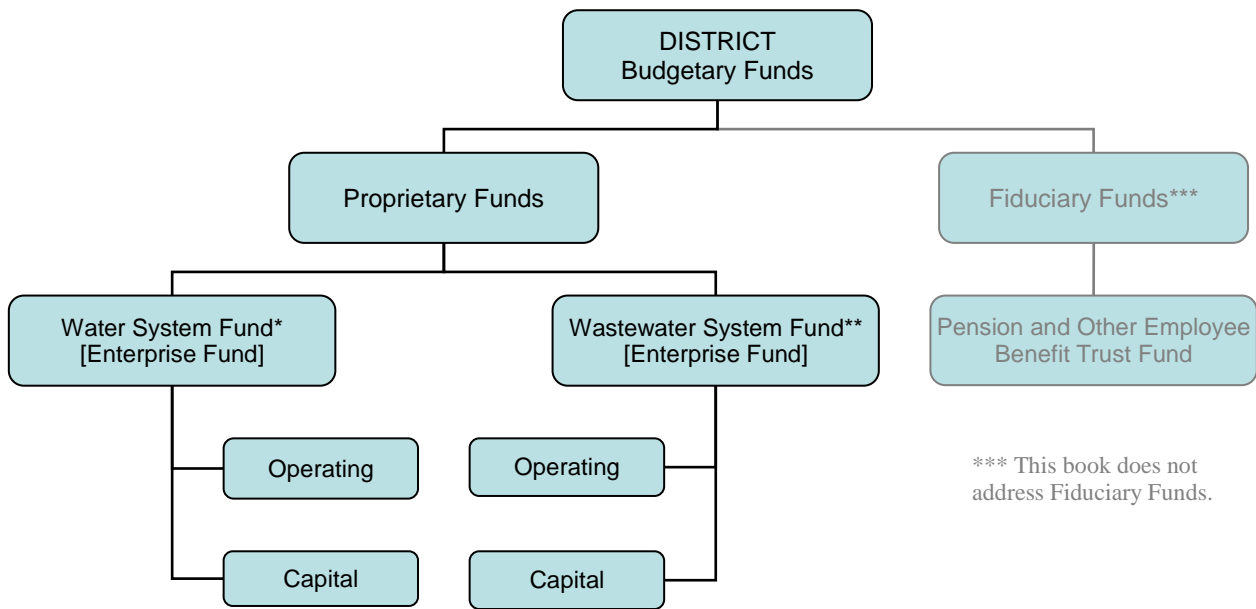 DISTRICT
Budgetary Funds
Proprietary Funds
Fiduciary Funds***
Water System Fund*
[Enterprise Fund]
Wastewater System Fund**
[Enterprise Fund]
Pension and Other Employee
Benefit Trust Fund
Operating
Operating
*** This book does not
address Fiduciary Funds.
Capital
Capital